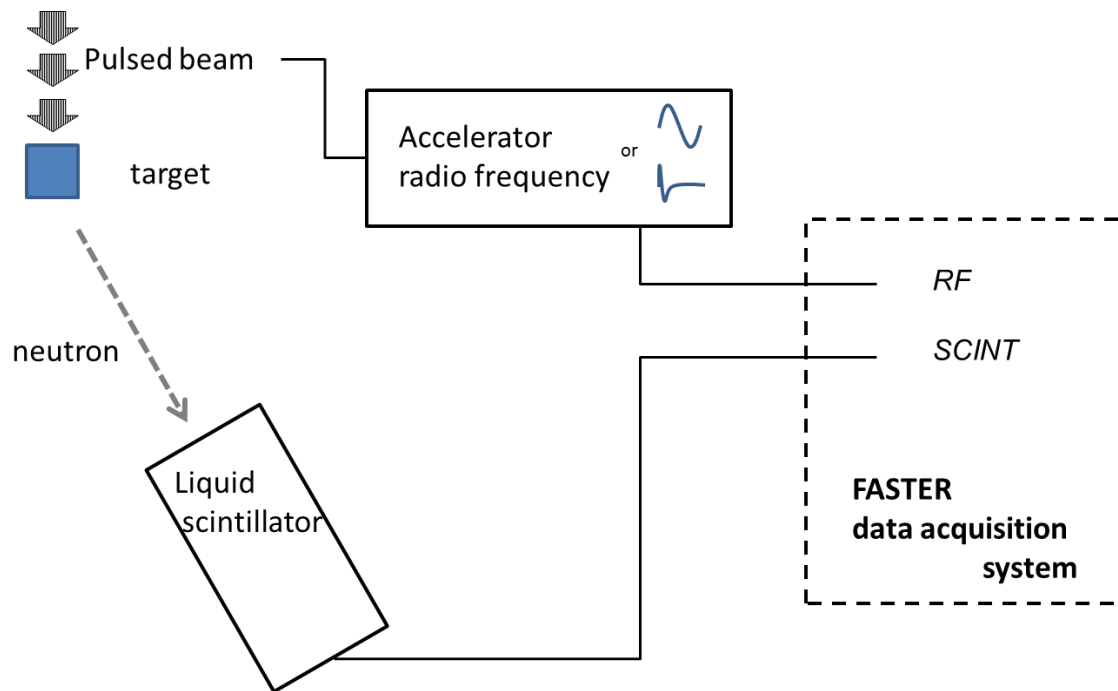 Pulsed beam
target
Accelerator
radio frequency
or
RF
SCINT
neutron
Liquid
scintillator
FASTER
data acquisition
system